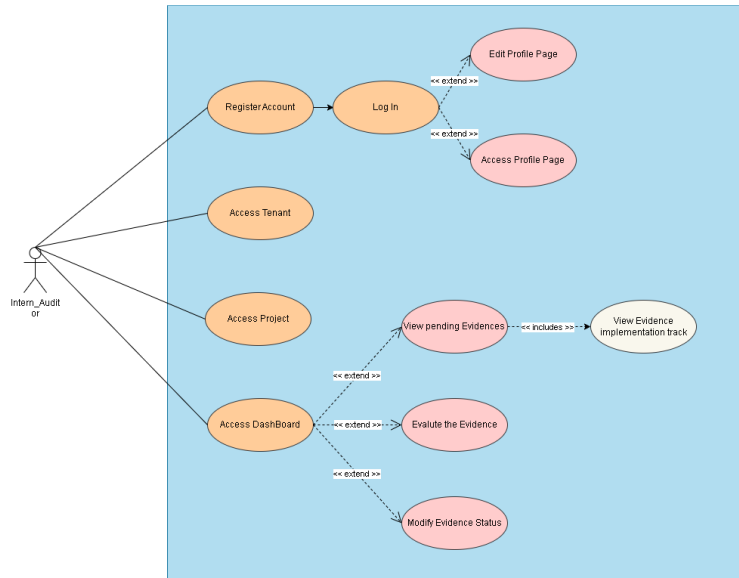 Edit Profile Page
<< extend >>
Register Account
Log In
<< extend >>
Access Profile Page
Access Tenant
Intern_Audit
or
Access Project
View pending Evidences
<< includes >>
View Evidence
implementation track
<< extend >>
Access DashBoard
<< extend >>
Evalute the Evidence
<< extend >>
Modify Evidence Status